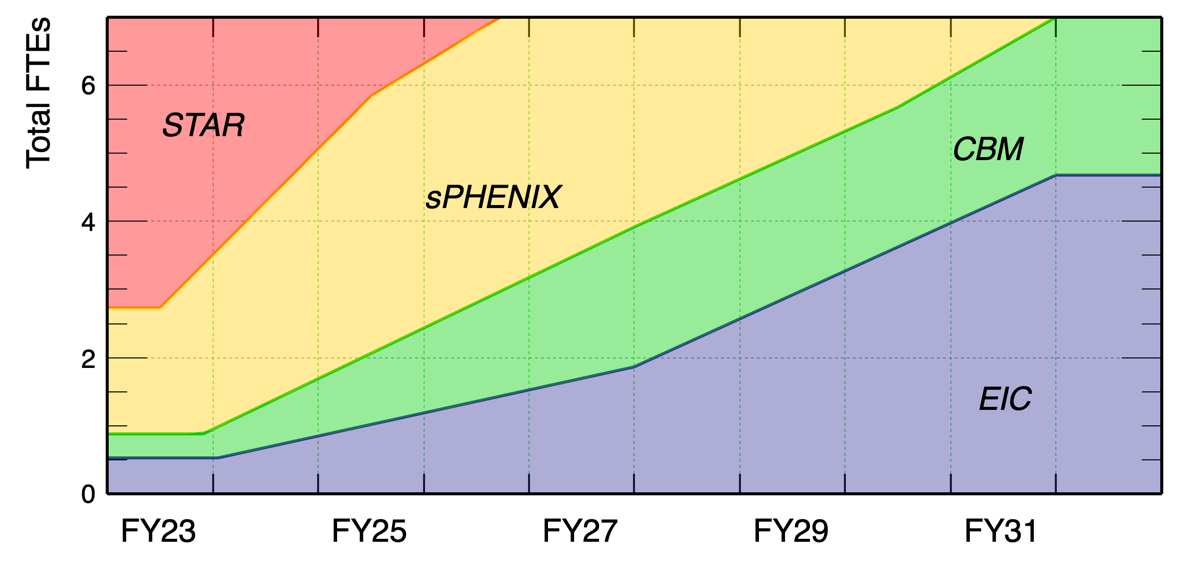 Total FTEs
6
4
2
0
STAR
sPHENIX
CBM
EIC
FY23 FY25 FY27 FY29 FY31